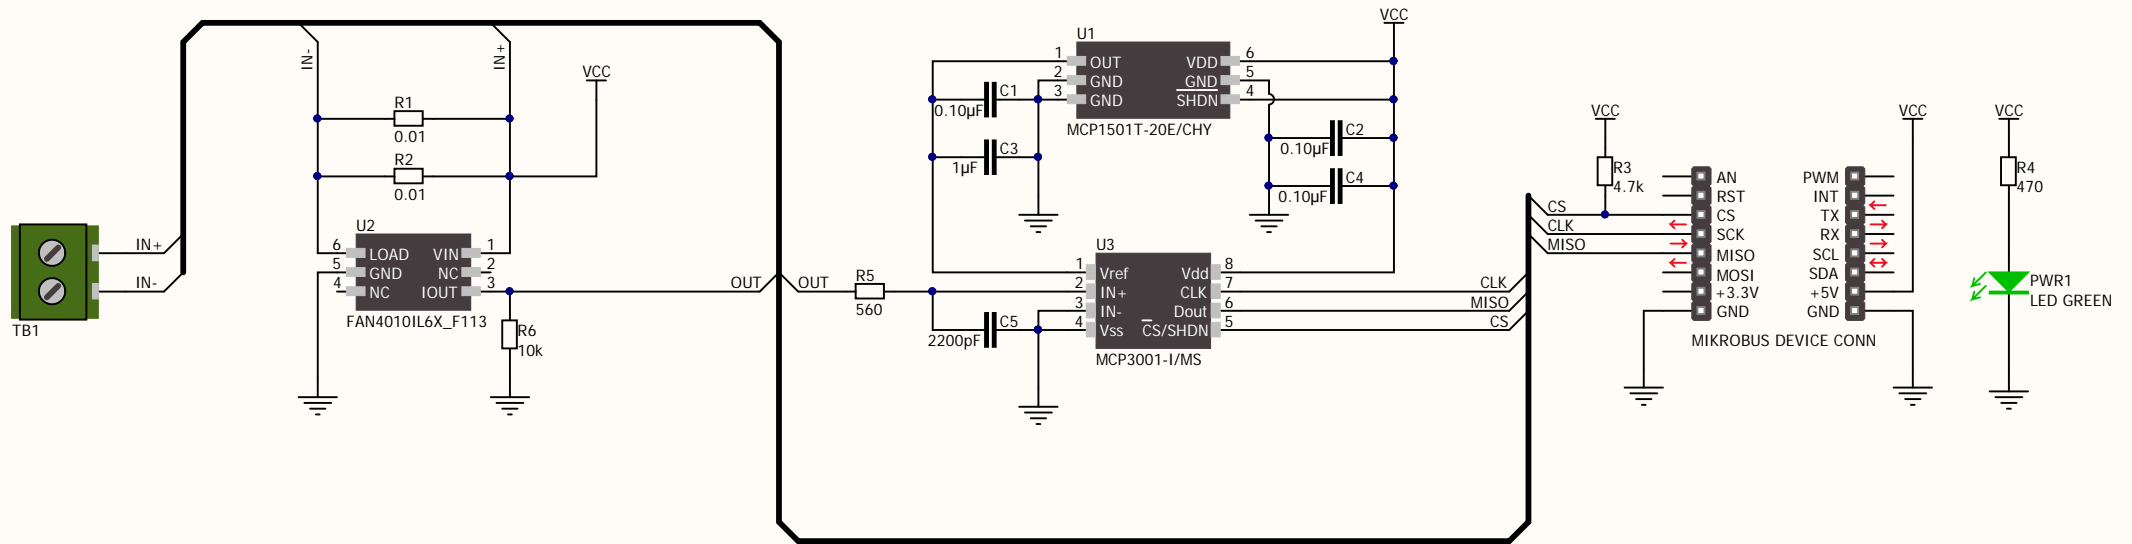 IN+
IN-
TB1
IN-
IN+
VCC
R1
0.01
R2
0.01
U2
6 LOAD VIN 1
5 GND NC 2
4 NC IOUT 3
FAN4010IL6X_F113
R6
10k
OUT
OUT
R5
560
U1
1 OUT VDD 6
2 GND GND 5
3 GND SHDN 4
MCP1501T-20E/CHY
C1
0.10µF
C3
1µF
VCC
C2
0.10µF
C4
0.10µF
U3
1 Vref Vdd 8
2 IN+ CLK 7
3 IN- Dout 6
4 Vss CS/SHDN 5
MCP3001-I/MS
C5
2200pF
CLK
MISO
CS
CS
CLK
MISO
VCC
R3
4.7k
AN PWM
RST INT
CS TX
SCK RX
MISO SCL
MOSI SDA
+3.3V +5V
GND GND
MIKROBUS DEVICE CONN
VCC
VCC
R4
470
PWR1
LED GREEN